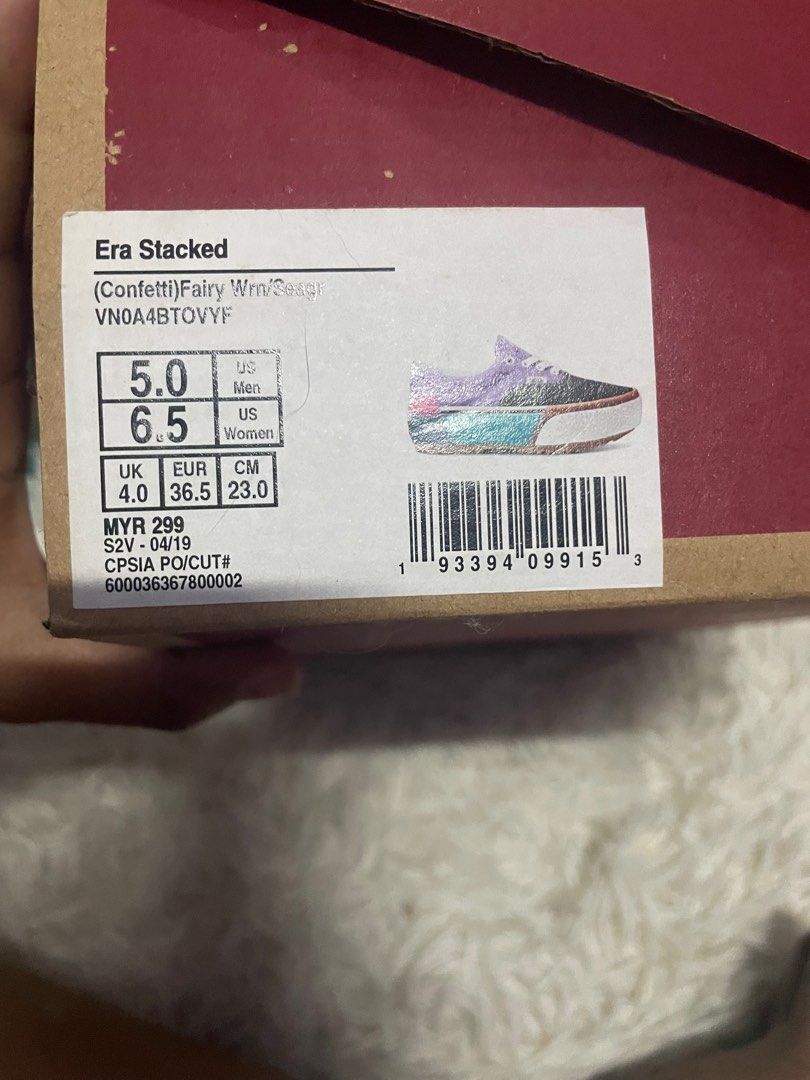 Era Stacked
(Confetti)Fairy Wrn/Seagr
VN0A4BTOVYF
5.0 US Men
6.5 US Women
UK 4.0 EUR 36.5 CM 23.0
MYR 299
S2V - 04/19
CPSIA PO/CUT#
600036367800002
1 93394 09915 3